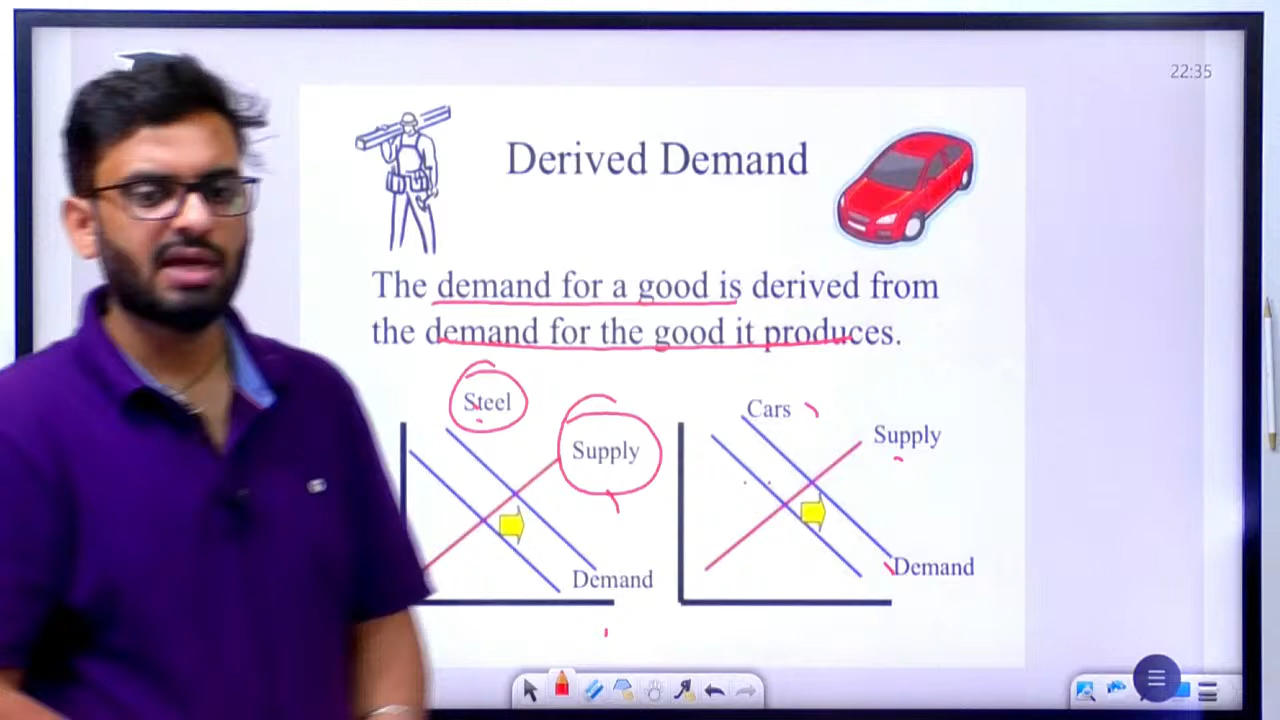 22:35
Derived Demand
The demand for a good is derived from
the demand for the good it produces.
Steel
Supply
Demand
Cars
Supply
Demand